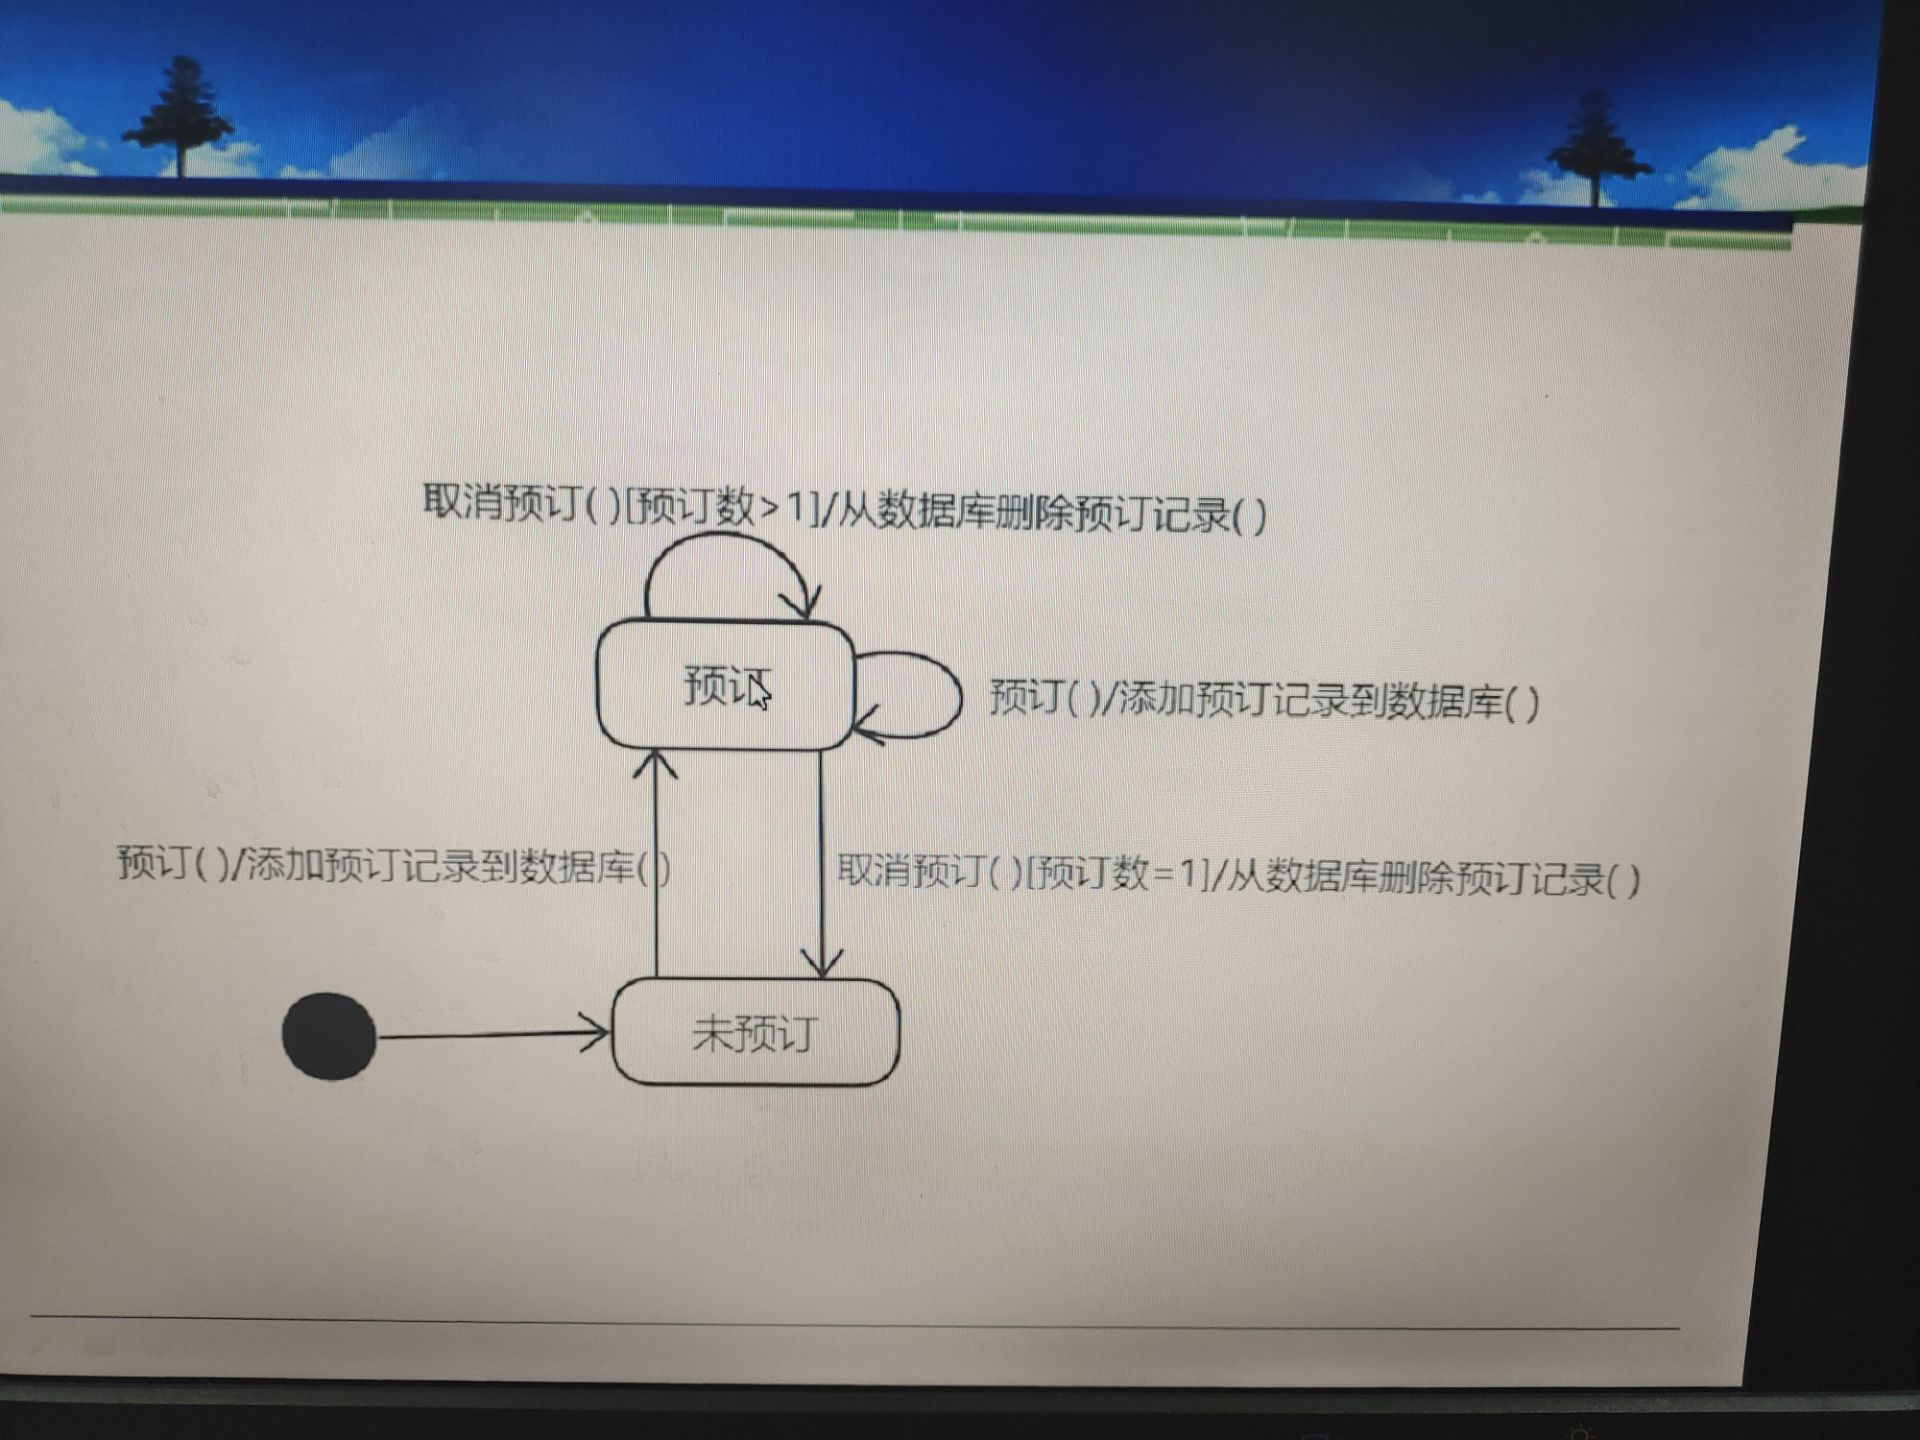 取消预订( )[预订数>1]/从数据库删除预订记录( )
预订
预订( )/添加预订记录到数据库( )
预订( )/添加预订记录到数据库( )
取消预订( )[预订数=1]/从数据库删除预订记录( )
未预订